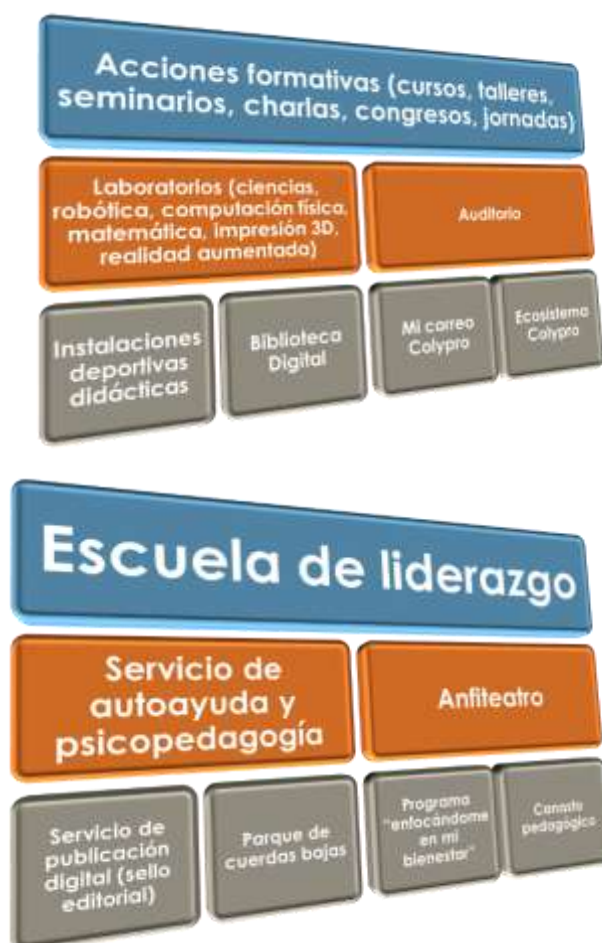 Acciones formativas (cursos, talleres,
seminarios, charlas, congresos, jornadas)
Laboratorios (ciencias,
robótica, computación física,
matemática, impresión 3D,
realidad aumentada)
Auditorio
Instalaciones
deportivas
didácticas
Biblioteca
Digital
Mi correo
Colypro
Ecosistema
Colypro
Escuela de liderazgo
Servicio de
autoayuda y
psicopedagogía
Anfiteatro
Servicio de
publicación
digital (sello
editorial)
Parque de
cuerdas bajas
Programa
"enfocándome
en mi
bienestar"
Canasta
pedagógica